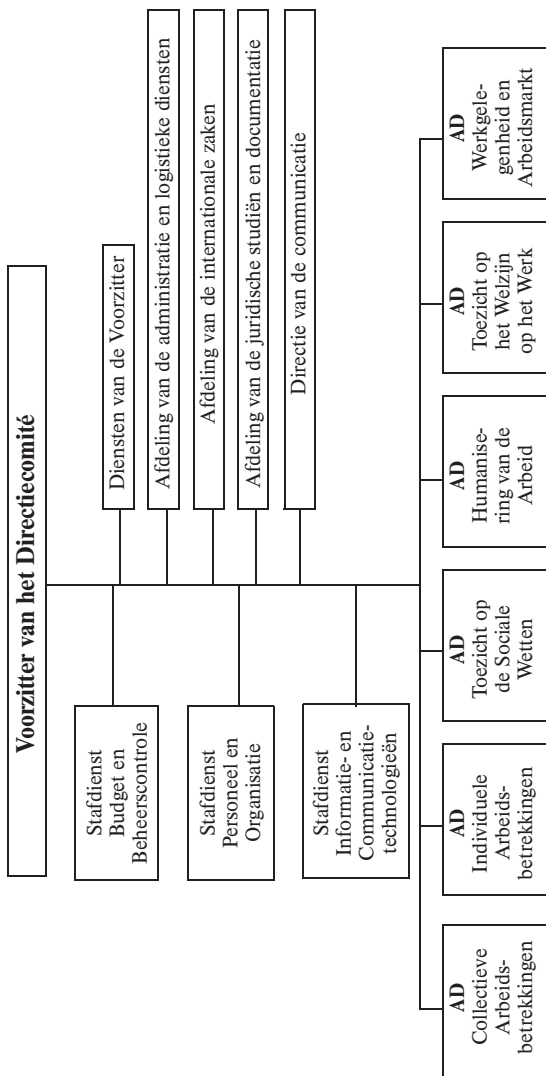 Voorzitter van het Directiecomité
Stafdienst
Budget en
Beheerscontrole
Stafdienst
Personeel en
Organisatie
Stafdienst
Informatie- en
Communicatie-
technologieën
Diensten van de Voorzitter
Afdeling van de administratie en logistieke diensten
Afdeling van de internationale zaken
Afdeling van de juridische studiën en documentatie
Directie van de communicatie
AD
Collectieve
Arbeids-
betrekkingen
AD
Individuele
Arbeids-
betrekkingen
AD
Toezicht op
de Sociale
Wetten
AD
Humanise-
ring van de
Arbeid
AD
Toezicht op
het Welzijn
op het Werk
AD
Werkgele-
genheid en
Arbeidsmarkt